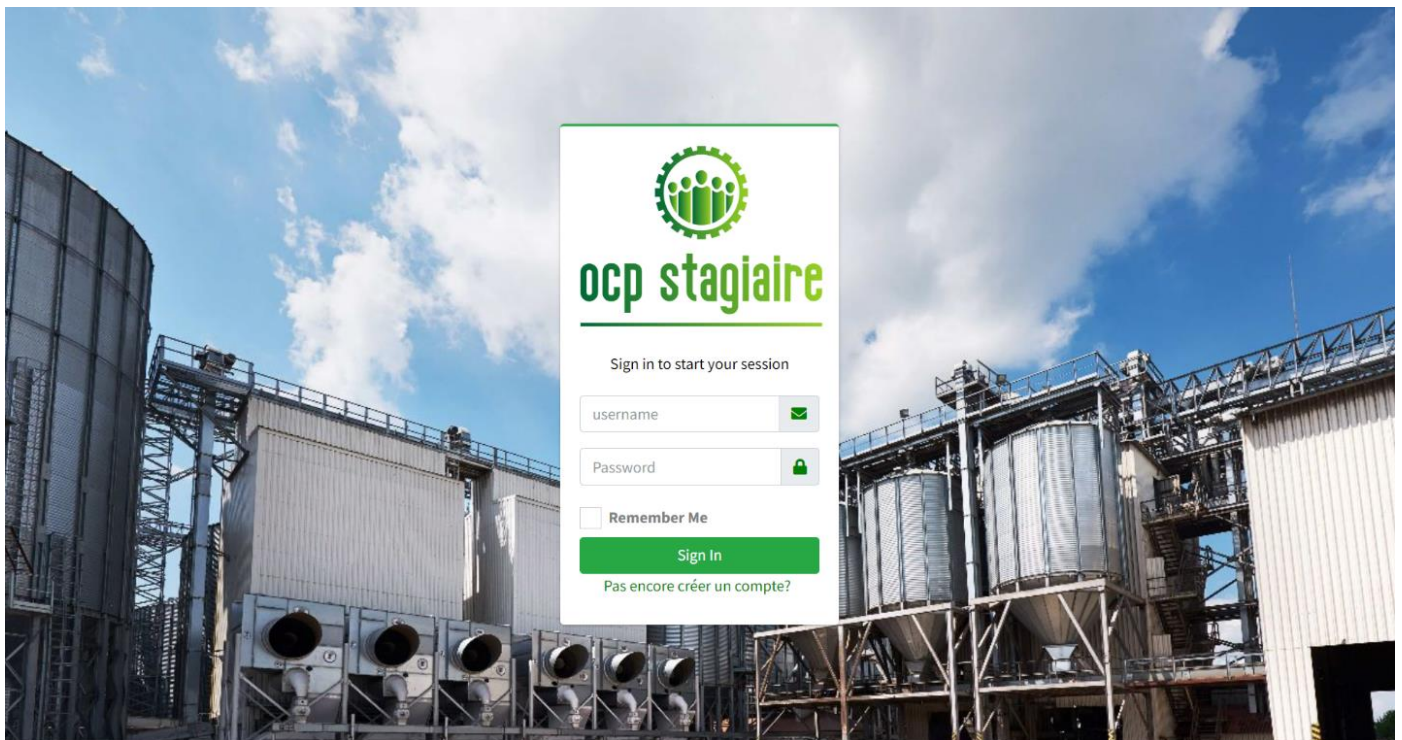 ocp stagiaire
Sign in to start your session
username
Password
Remember Me
Sign In
Pas encore créer un compte?